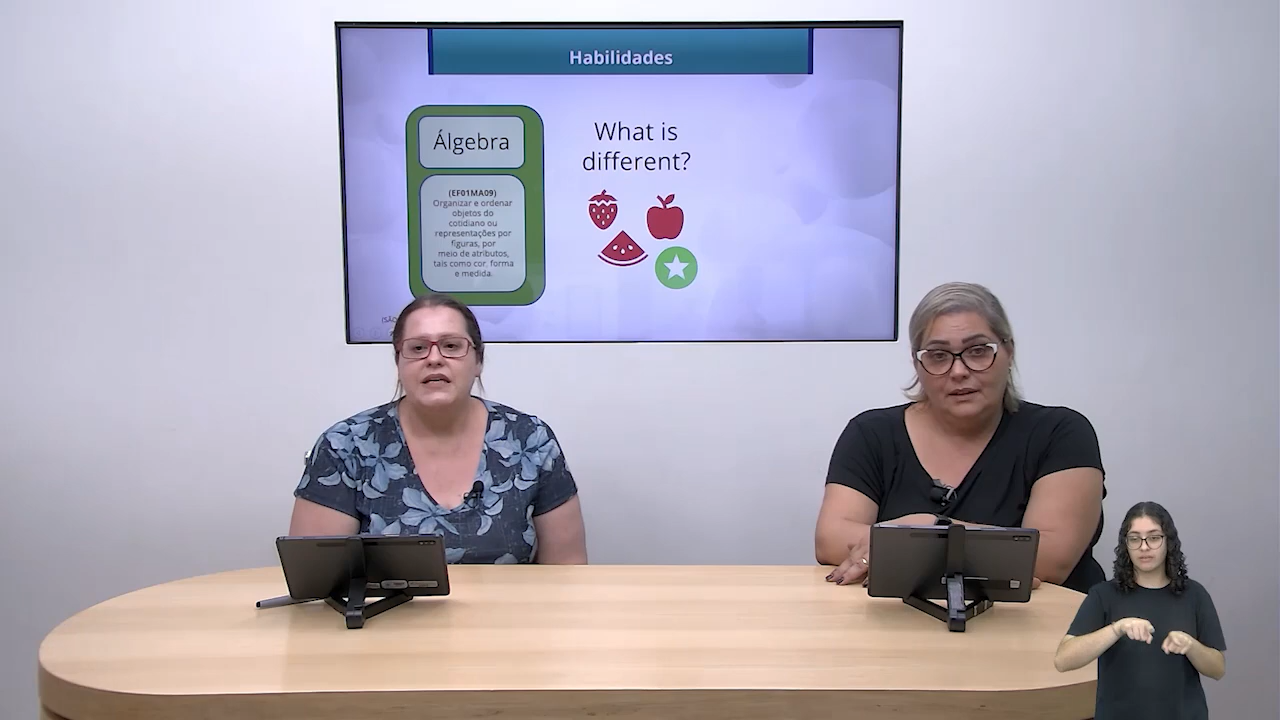 Habilidades
Álgebra
(EF01MA09)
Organizar e ordenar
objetos do
cotidiano ou
representações por
figuras, por
meio de atributos,
tais como cor, forma
e medida.
What is
different?